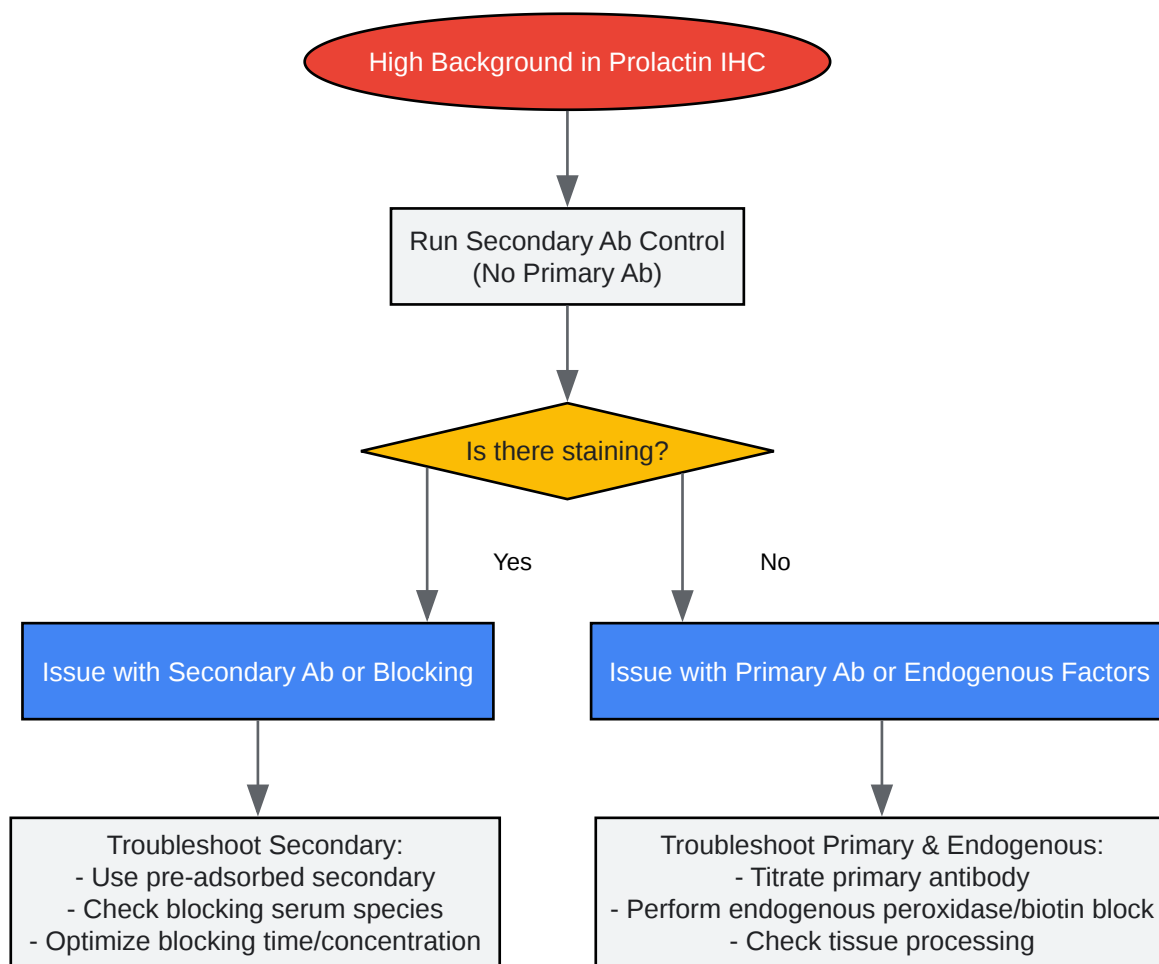 High Background in Prolactin IHC
Run Secondary Ab Control
(No Primary Ab)
Is there staining?
Yes
No
Issue with Secondary Ab or Blocking
Issue with Primary Ab or Endogenous Factors
Troubleshoot Secondary:
- Use pre-adsorbed secondary
- Check blocking serum species
- Optimize blocking time/concentration
Troubleshoot Primary & Endogenous:
- Titrate primary antibody
- Perform endogenous peroxidase/biotin block
- Check tissue processing